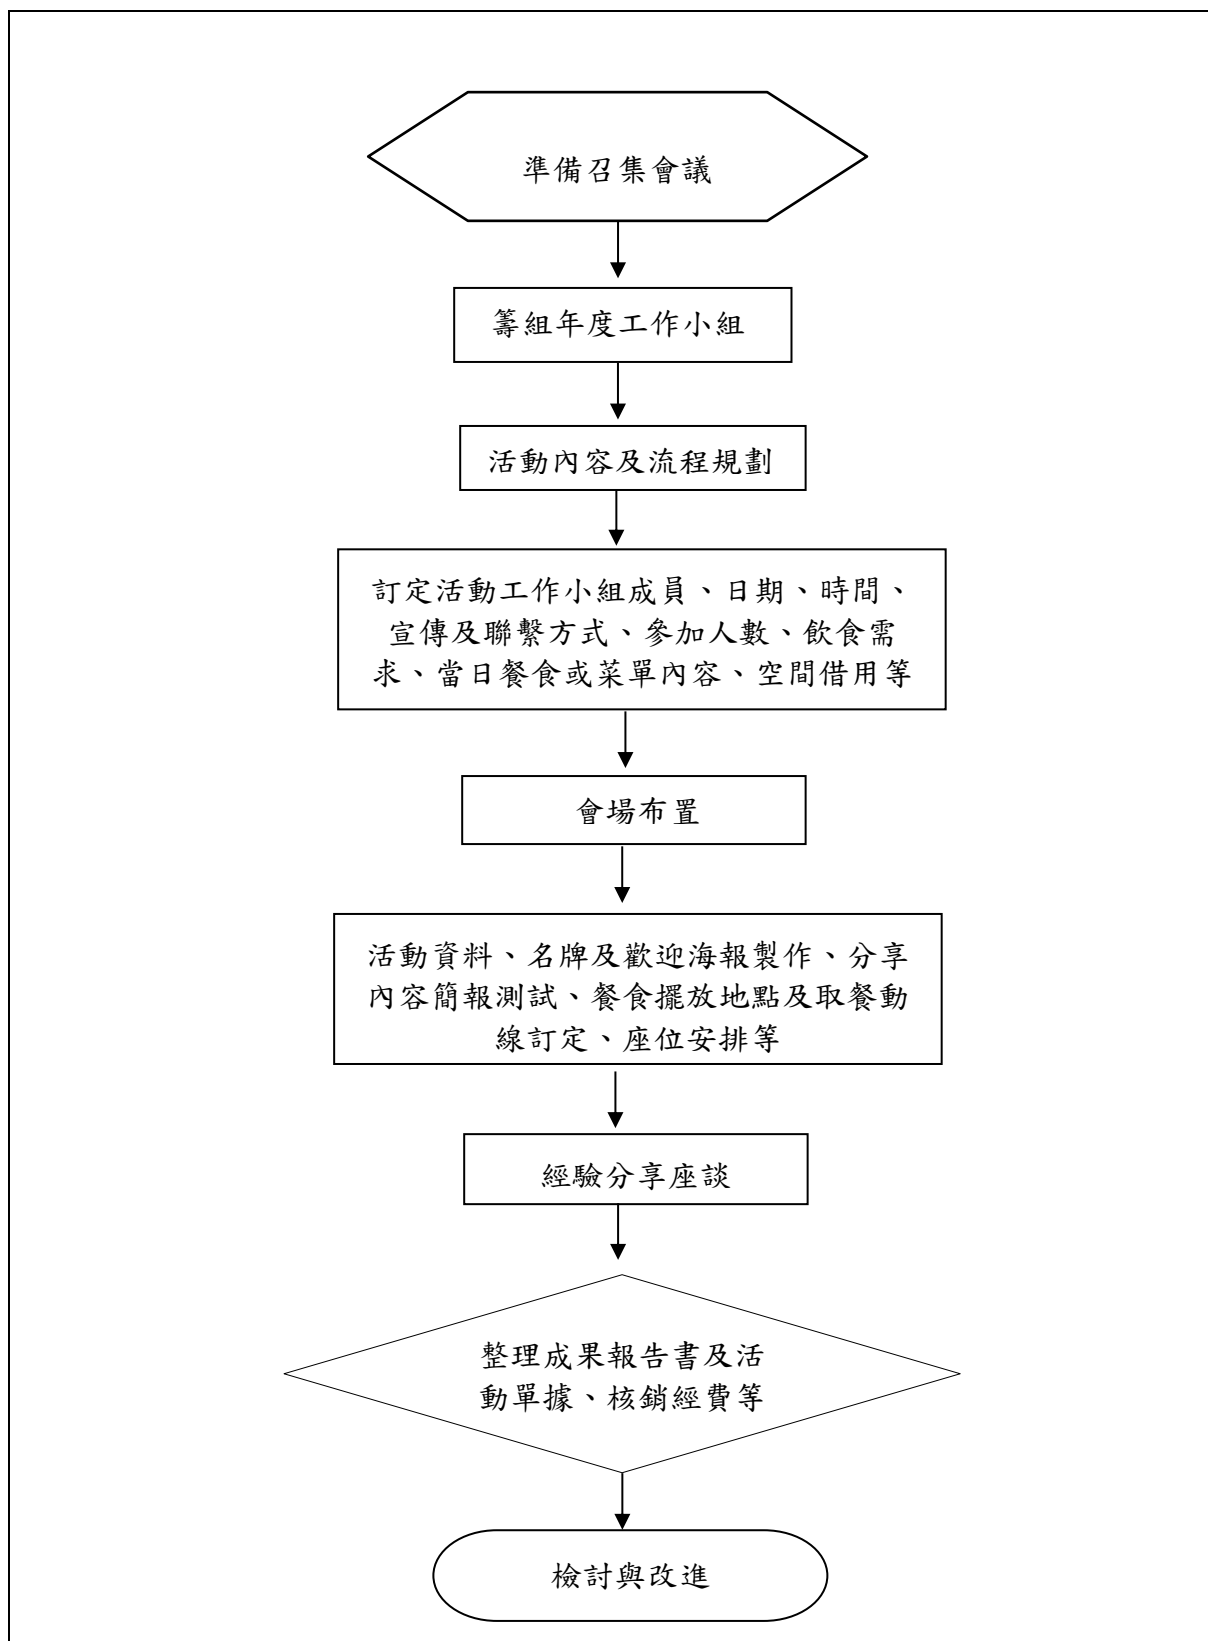 準備召集會議
籌組年度工作小組
活動內容及流程規劃
訂定活動工作小組成員、日期、時間、
宣傳及聯繫方式、參加人數、飲食需
求、當日餐食或菜單內容、空間借用等
會場布置
活動資料、名牌及歡迎海報製作、分享
內容簡報測試、餐食擺放地點及取餐動
線訂定、座位安排等
經驗分享座談
整理成果報告書及活
動單據、核銷經費等
檢討與改進